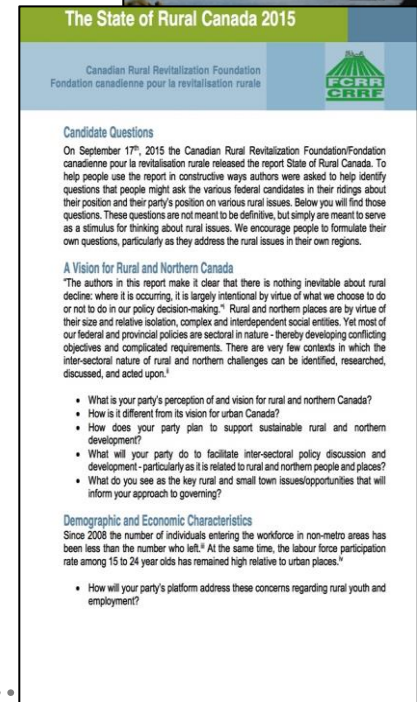 The State of Rural Canada 2015
Canadian Rural Revitalization Foundation
Fondation canadienne pour la revitalisation rurale
FCRR
CRRF
Candidate Questions
On September 17th, 2015 the Canadian Rural Revitalization Foundation/Fondation
canadienne pour la revitalisation rurale released the report State of Rural Canada. To
help people use the report in constructive ways authors were asked to help identify
questions that people might ask the various federal candidates in their ridings about
their position and their party's position on various rural issues. Below you will find those
questions. These questions are not meant to be definitive, but simply are meant to serve
as a stimulus for thinking about rural issues. We encourage people to formulate their
own questions, particularly as they address the rural issues in their own regions.
A Vision for Rural and Northern Canada
"The authors in this report make it clear that there is nothing inevitable about rural
decline: where it is occurring, it is largely intentional by virtue of what we choose to do
or not to do in our policy decision-making."i Rural and northern places are by virtue of
their size and relative isolation, complex and interdependent social entities. Yet most of
our federal and provincial policies are sectoral in nature - thereby developing conflicting
objectives and complicated requirements. There are very few contexts in which the
inter-sectoral nature of rural and northern challenges can be identified, researched,
discussed, and acted upon.ii
• What is your party's perception of and vision for rural and northern Canada?
• How is it different from its vision for urban Canada?
• How does your party plan to support sustainable rural and northern
development?
• What will your party do to facilitate inter-sectoral policy discussion and
development - particularly as it is related to rural and northern people and places?
• What do you see as the key rural and small town issues/opportunities that will
inform your approach to governing?
Demographic and Economic Characteristics
Since 2008 the number of individuals entering the workforce in non-metro areas has
been less than the number who left.iii At the same time, the labour force participation
rate among 15 to 24 year olds has remained high relative to urban places.iv
• How will your party's platform address these concerns regarding rural youth and
employment?